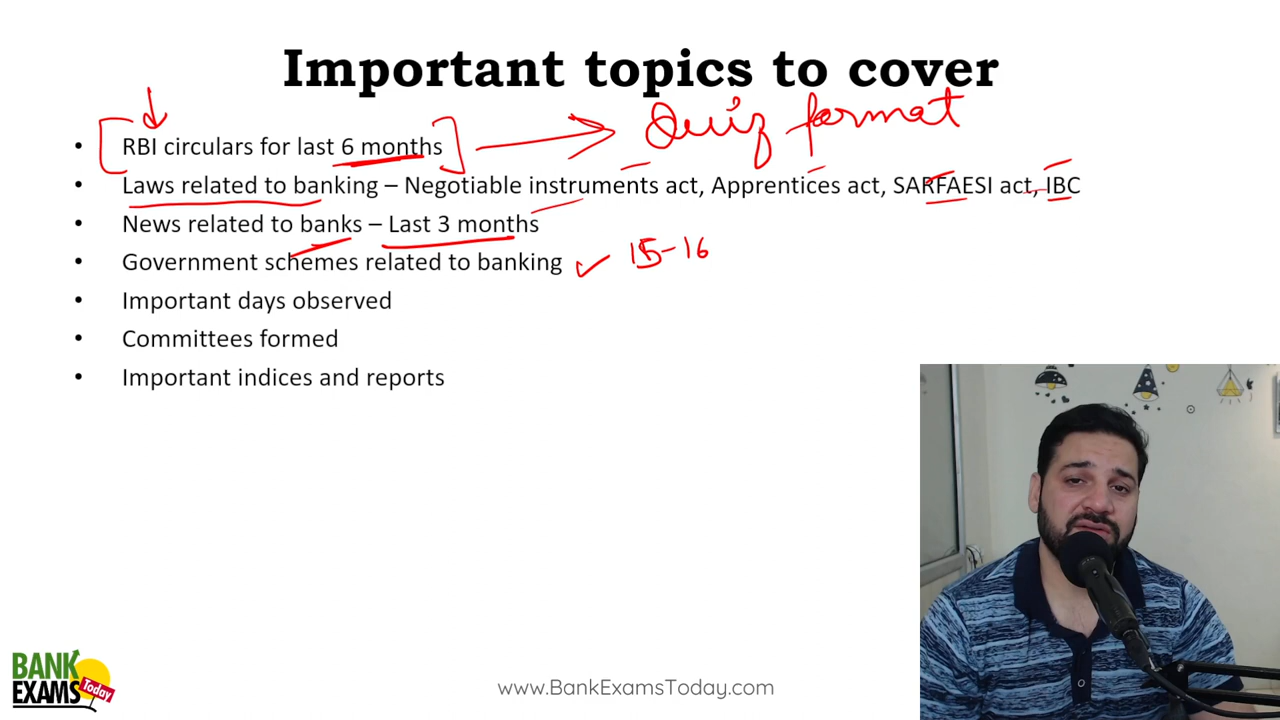 Important topics to cover
Quiz format
• RBI circulars for last 6 months
• Laws related to banking – Negotiable instruments act, Apprentices act, SARFAESI act, IBC
• News related to banks – Last 3 months
• Government schemes related to banking 15-16
• Important days observed
• Committees formed
• Important indices and reports
BANK
EXAMS Today
www.BankExamsToday.com